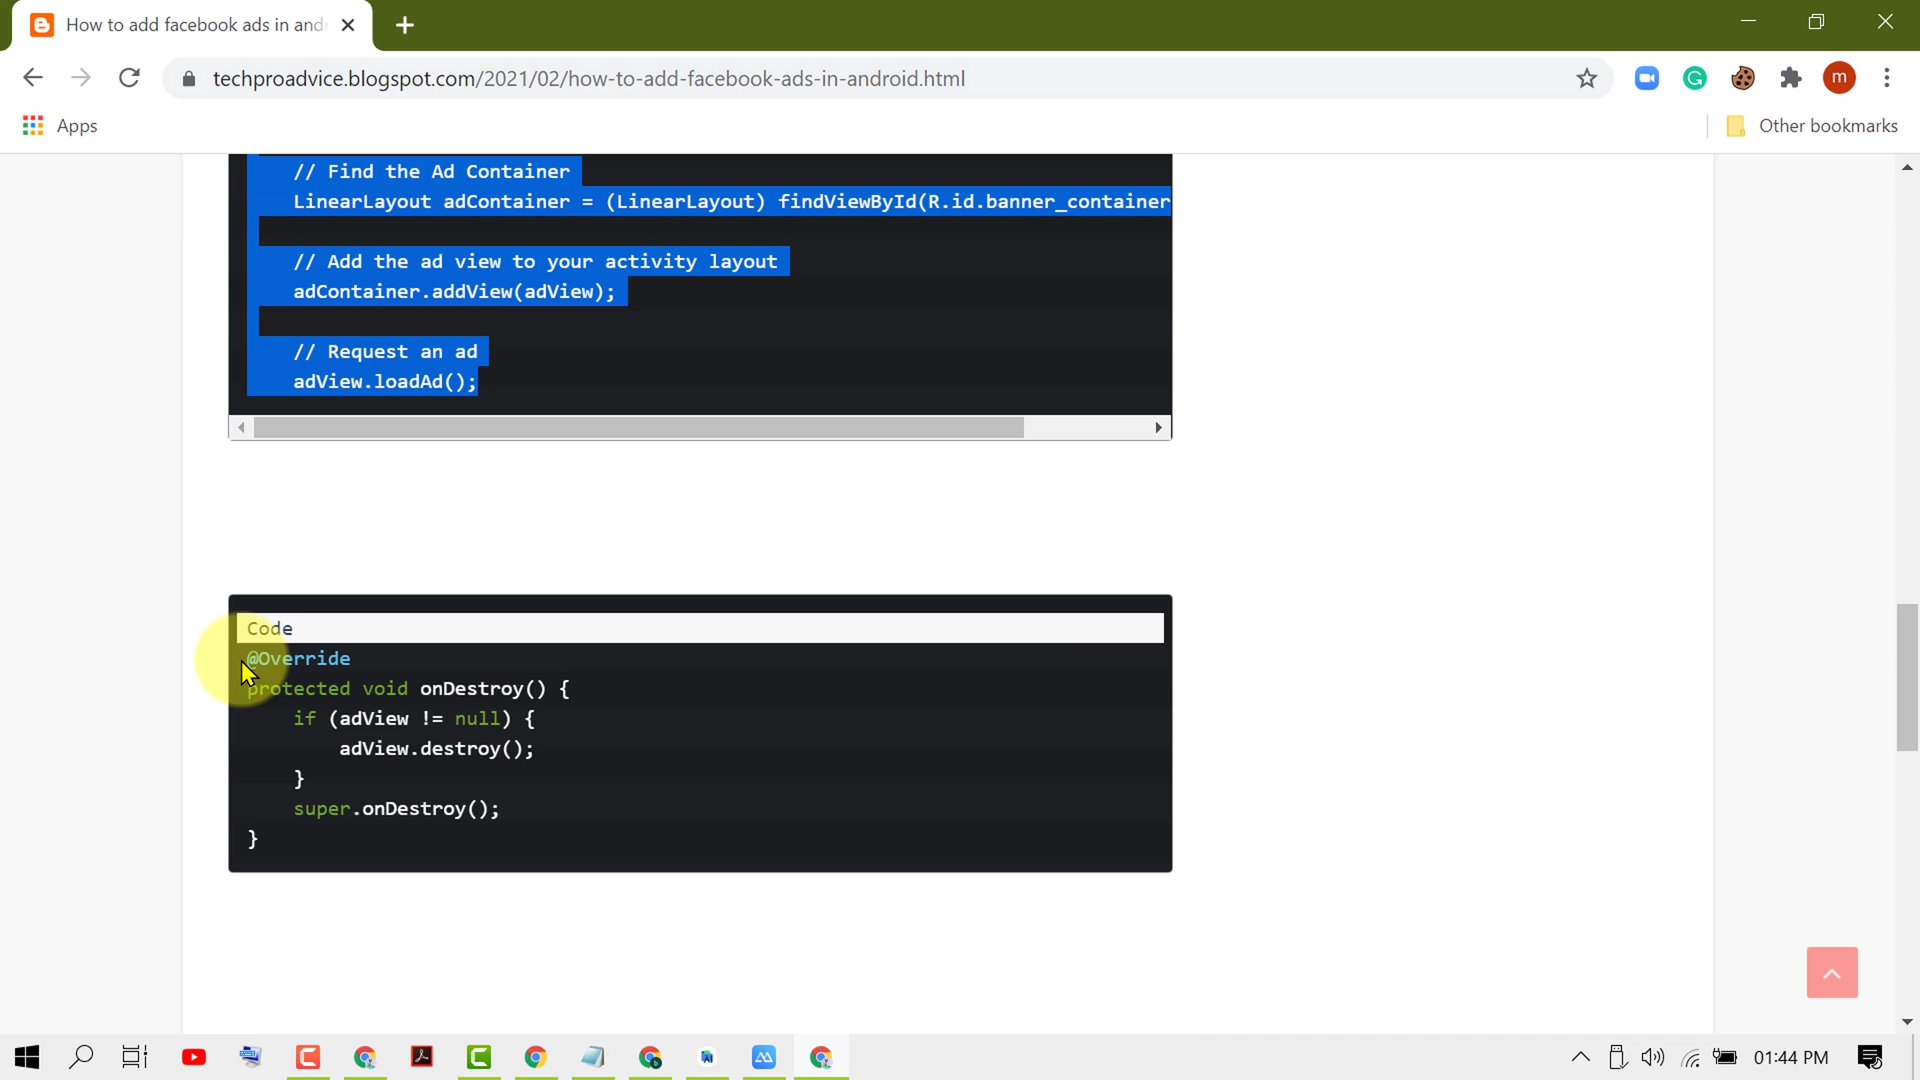 How to add facebook ads in and
techproadvice.blogspot.com/2021/02/how-to-add-facebook-ads-in-android.html
m
Apps
Other bookmarks
// Find the Ad Container
LinearLayout adContainer = (LinearLayout) findViewById(R.id.banner_container
// Add the ad view to your activity layout
adContainer.addView(adView);
// Request an ad
adView.loadAd();
Code
@Override
protected void onDestroy() {
if (adView != null) {
adView.destroy();
}
super.onDestroy();
}
01:44 PM